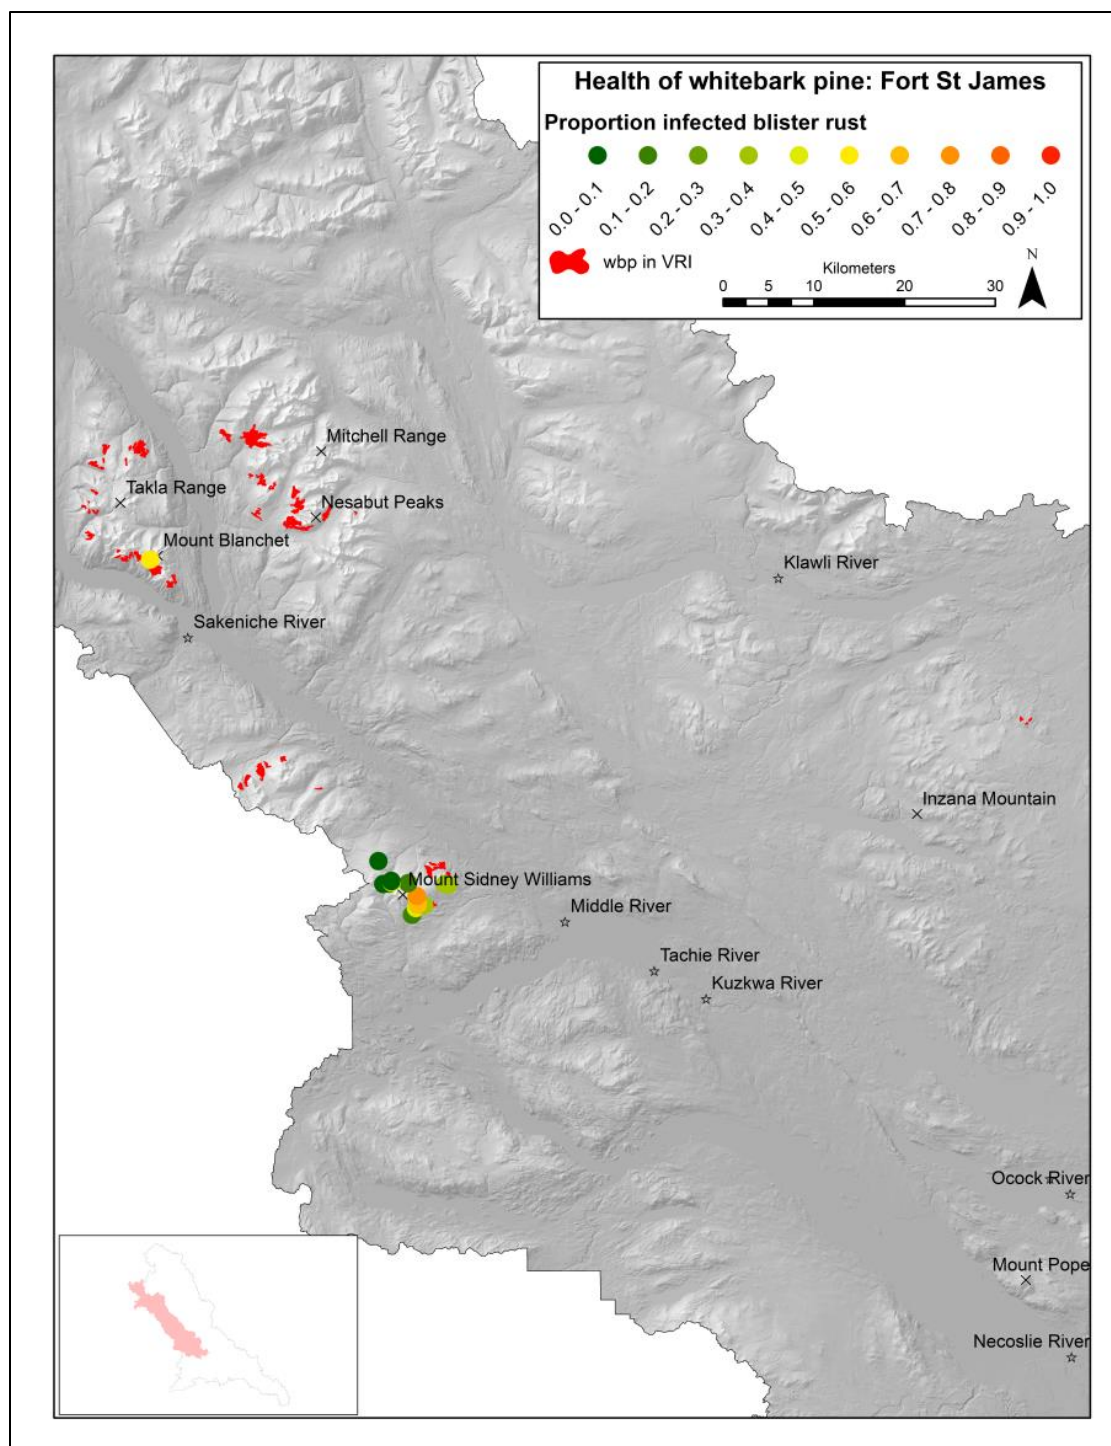 Health of whitebark pine: Fort St James
Proportion infected blister rust
0.0 - 0.1
0.1 - 0.2
0.2 - 0.3
0.3 - 0.4
0.4 - 0.5
0.5 - 0.6
0.6 - 0.7
0.7 - 0.8
0.8 - 0.9
0.9 - 1.0
wbp in VRI
Kilometers
0 5 10 20 30
N
Mitchell Range
Takla Range
Nesabut Peaks
Mount Blanchet
Klawli River
Sakeniche River
Inzana Mountain
Mount Sidney Williams
Middle River
Tachie River
Kuzkwa River
Ocock River
Mount Pope
Necoslie River